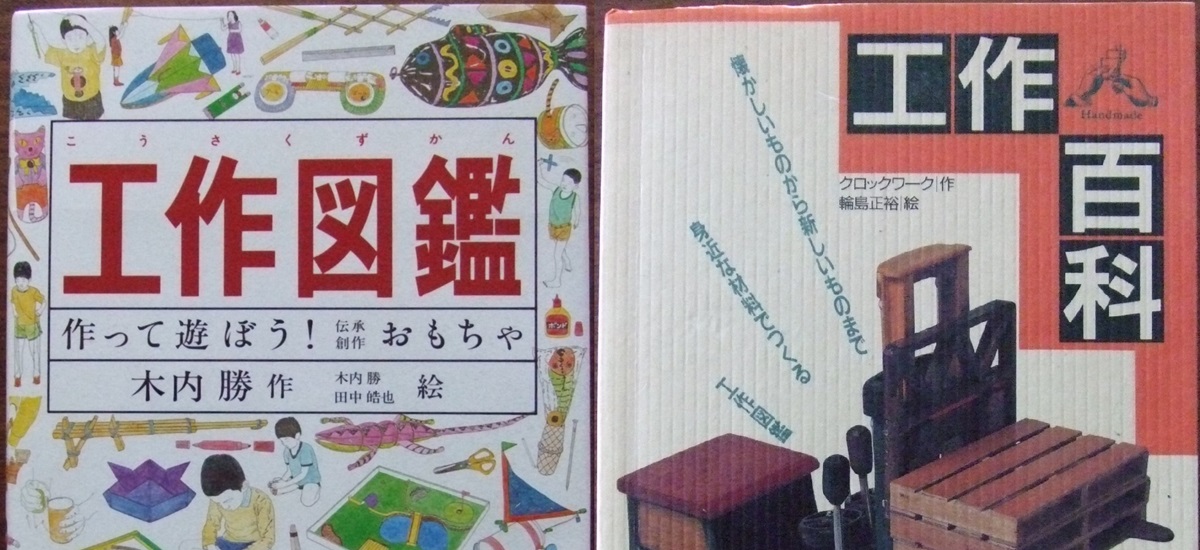 こうさくずかん
工作図鑑
作って遊ぼう！伝承創作おもちゃ
木内 勝 作 木内 勝 田中 皓也 絵
ボンド
工作
Handmade
百科
クロックワーク|作
輪島正裕|絵
懐かしいものから新しいものまで
身近な材料でつくる
工作図鑑